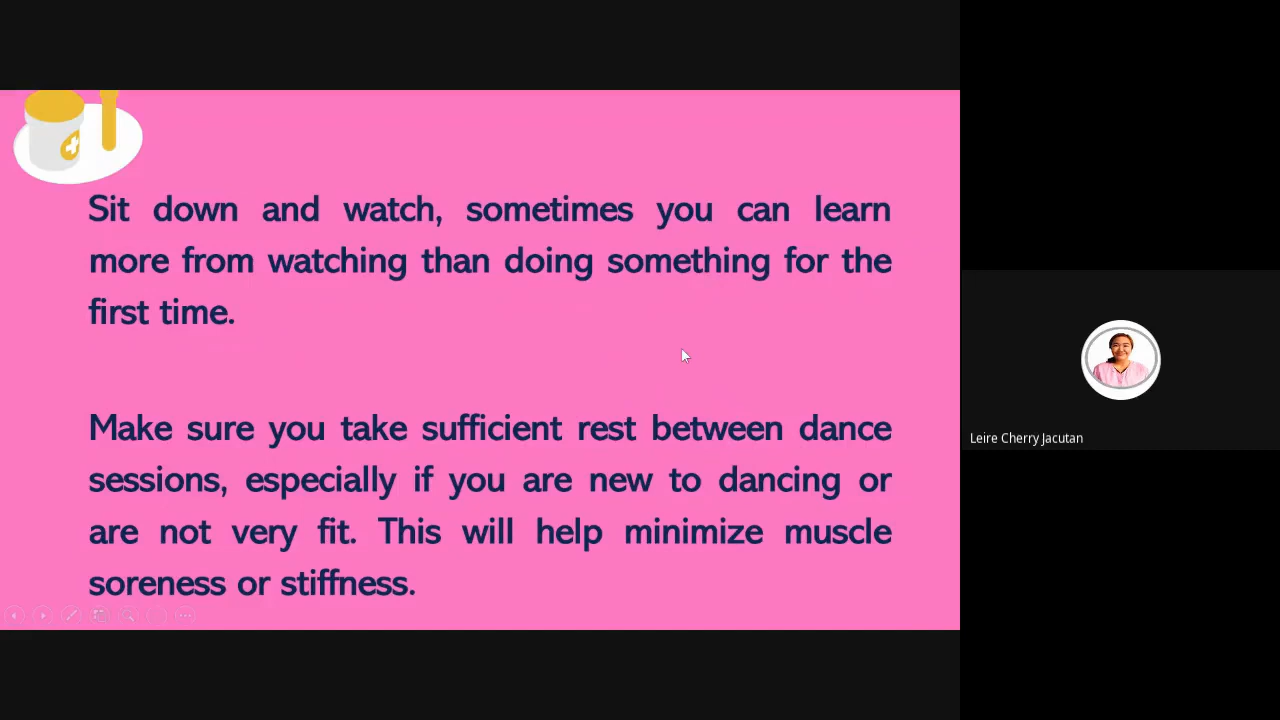 Sit down and watch, sometimes you can learn
more from watching than doing something for the
first time.
Make sure you take sufficient rest between dance
sessions, especially if you are new to dancing or
are not very fit. This will help minimize muscle
soreness or stiffness.
Leire Cherry Jacutan